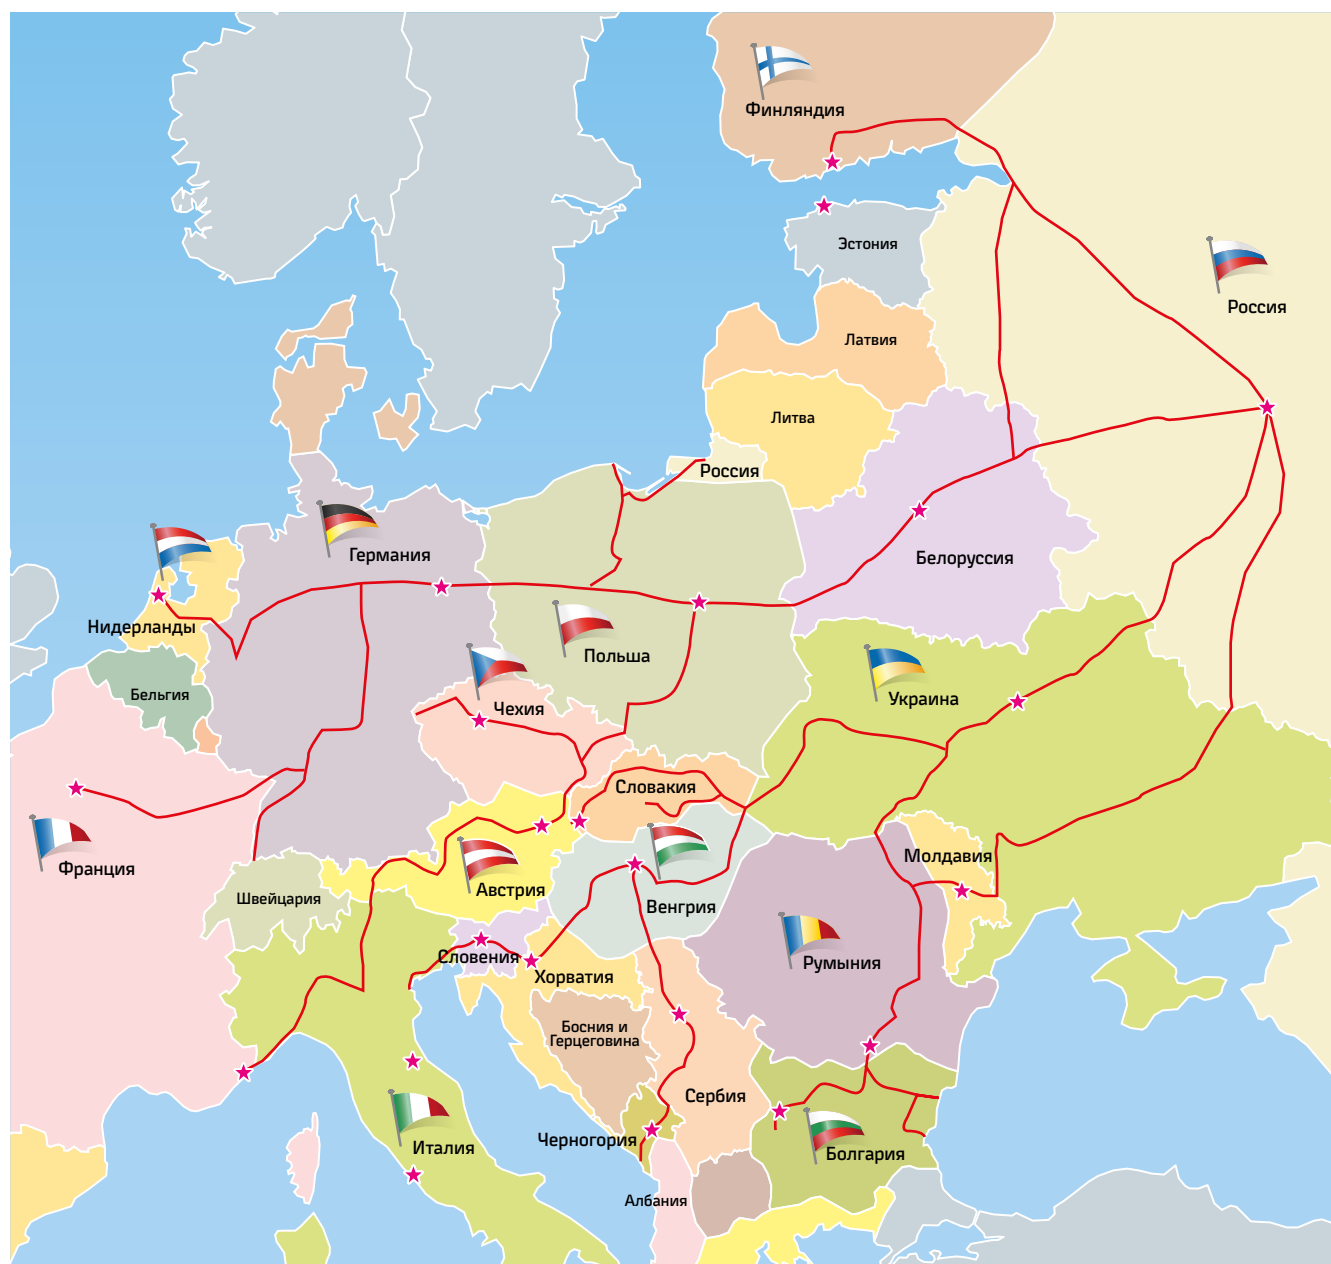 Финляндия
Эстония
Россия
Латвия
Литва
Россия
Германия
Белоруссия
Нидерланды
Польша
Бельгия
Чехия
Украина
Словакия
Франция
Молдавия
Австрия
Швейцария
Венгрия
Словения
Румыния
Хорватия
Босния и
Герцеговина
Сербия
Черногория
Италия
Болгария
Албания